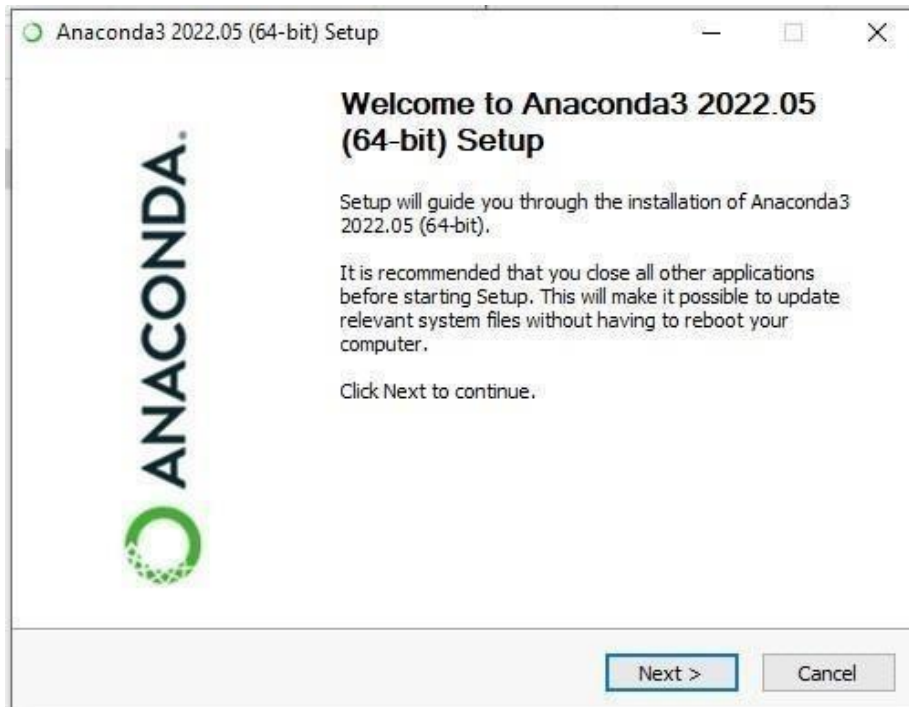 Anaconda3 2022.05 (64-bit) Setup
Welcome to Anaconda3 2022.05
(64-bit) Setup
ANACONDA.
Setup will guide you through the installation of Anaconda3
2022.05 (64-bit).
It is recommended that you close all other applications
before starting Setup. This will make it possible to update
relevant system files without having to reboot your
computer.
Click Next to continue.
Next >
Cancel